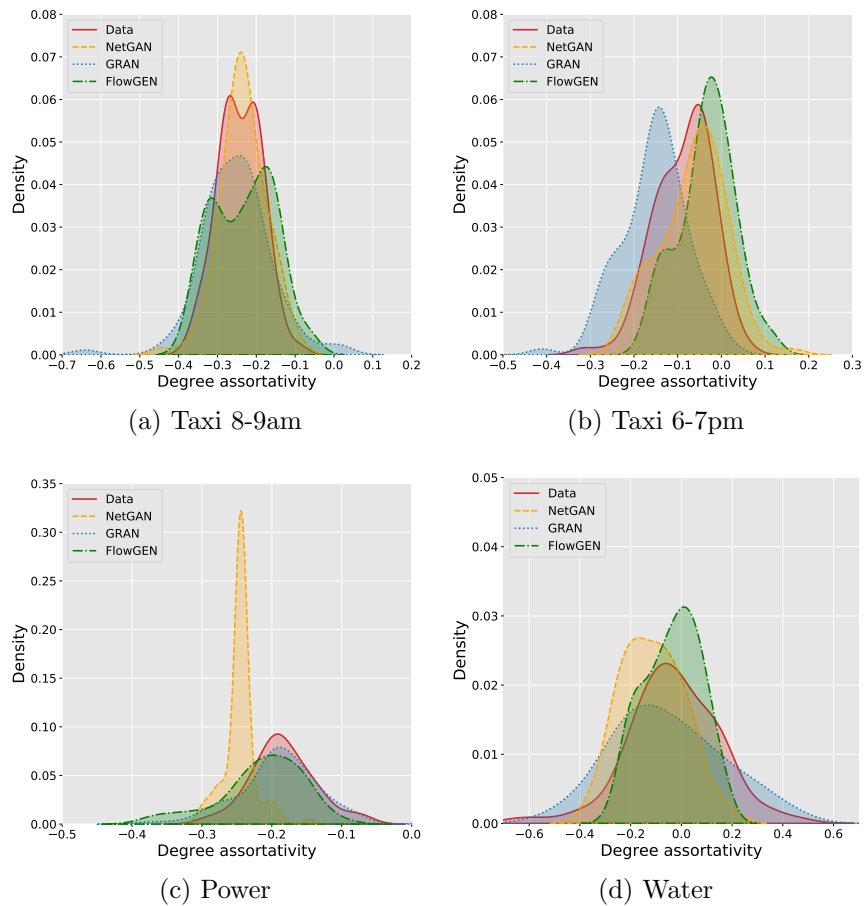 0.08
0.07
0.06
0.05
0.04
0.03
0.02
0.01
0.00
Density
Data
NetGAN
GRAN
FlowGEN
−0.7 −0.6 −0.5 −0.4 −0.3 −0.2 −0.1 0.0 0.1 0.2
Degree assortativity
(a) Taxi 8-9am
0.08
0.07
0.06
0.05
0.04
0.03
0.02
0.01
0.00
Density
Data
NetGAN
GRAN
FlowGEN
−0.5 −0.4 −0.3 −0.2 −0.1 0.0 0.1 0.2 0.3
Degree assortativity
(b) Taxi 6-7pm
0.35
0.30
0.25
0.20
0.15
0.10
0.05
0.00
Density
Data
NetGAN
GRAN
FlowGEN
−0.5 −0.4 −0.3 −0.2 −0.1 0.0
Degree assortativity
(c) Power
0.05
0.04
0.03
0.02
0.01
0.00
Density
Data
NetGAN
GRAN
FlowGEN
−0.6 −0.4 −0.2 0.0 0.2 0.4 0.6
Degree assortativity
(d) Water